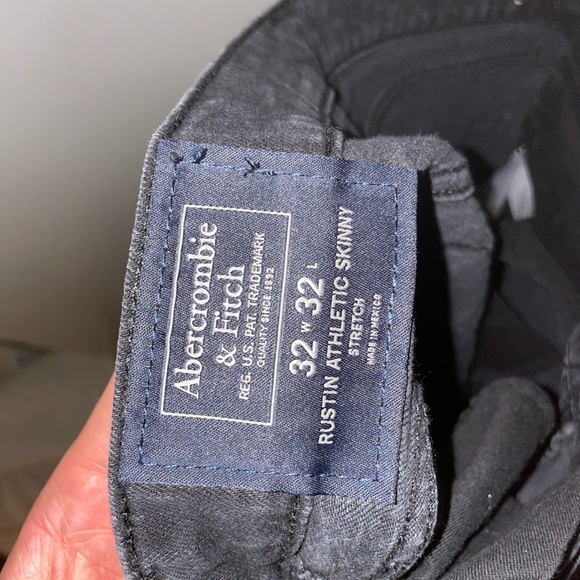 Abercrombie
& Fitch
REG. U.S. PAT. TRADEMARK
QUALITY SINCE 1892
32 W 32 L
RUSTIN ATHLETIC SKINNY
STRETCH
MADE IN MEXICO